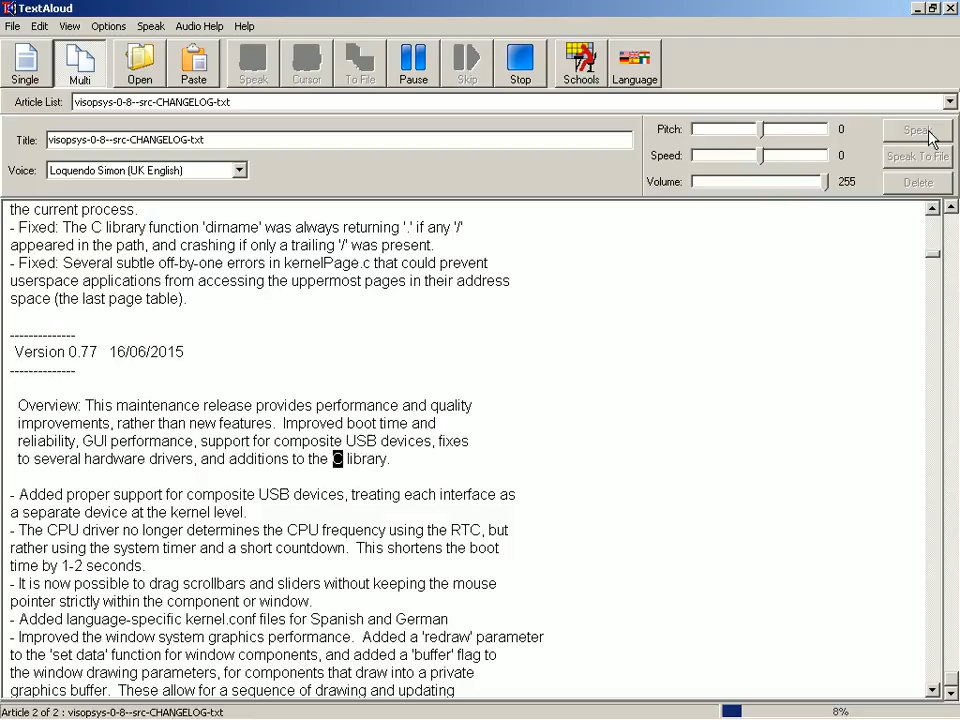 TextAloud
File Edit View Options Speak Audio Help Help
Single Multi Open Paste Speak Cursor To File Pause Skip Stop Schools Language
Article List: visopsys-0-8--src-CHANGELOG-txt
Title: visopsys-0-8--src-CHANGELOG-txt
Voice: Loquendo Simon (UK English)
Pitch: 0 Speak
Speed: 0 Speak To File
Volume: 255 Delete
the current process.
- Fixed: The C library function 'dirname' was always returning '.' if any '/'
appeared in the path, and crashing if only a trailing '/' was present.
- Fixed: Several subtle off-by-one errors in kernelPage.c that could prevent
userspace applications from accessing the uppermost pages in their address
space (the last page table).
--------------
Version 0.77 16/06/2015
--------------
Overview: This maintenance release provides performance and quality
improvements, rather than new features. Improved boot time and
reliability, GUI performance, support for composite USB devices, fixes
to several hardware drivers, and additions to the C library.
- Added proper support for composite USB devices, treating each interface as
a separate device at the kernel level.
- The CPU driver no longer determines the CPU frequency using the RTC, but
rather using the system timer and a short countdown. This shortens the boot
time by 1-2 seconds.
- It is now possible to drag scrollbars and sliders without keeping the mouse
pointer strictly within the component or window.
- Added language-specific kernel.conf files for Spanish and German
- Improved the window system graphics performance. Added a 'redraw' parameter
to the 'set data' function for window components, and added a 'buffer' flag to
the window drawing parameters, for components that draw into a private
graphics buffer. These allow for a sequence of drawing and updating
Article 2 of 2 : visopsys-0-8--src-CHANGELOG-txt 8%